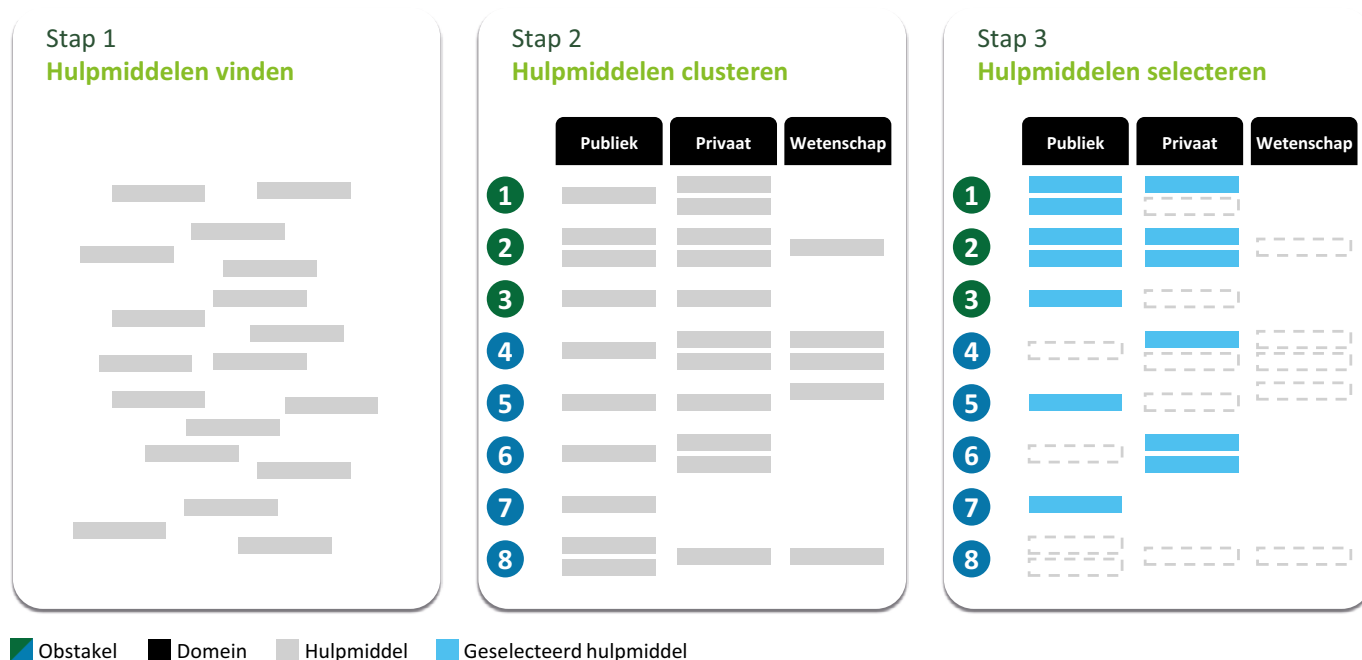 Stap 1
Hulpmiddelen vinden
Stap 2
Hulpmiddelen clusteren
Publiek Privaat Wetenschap
1
2
3
4
5
6
7
8
Stap 3
Hulpmiddelen selecteren
Publiek Privaat Wetenschap
1
2
3
4
5
6
7
8
Obstakel Domein Hulpmiddel Geselecteerd hulpmiddel